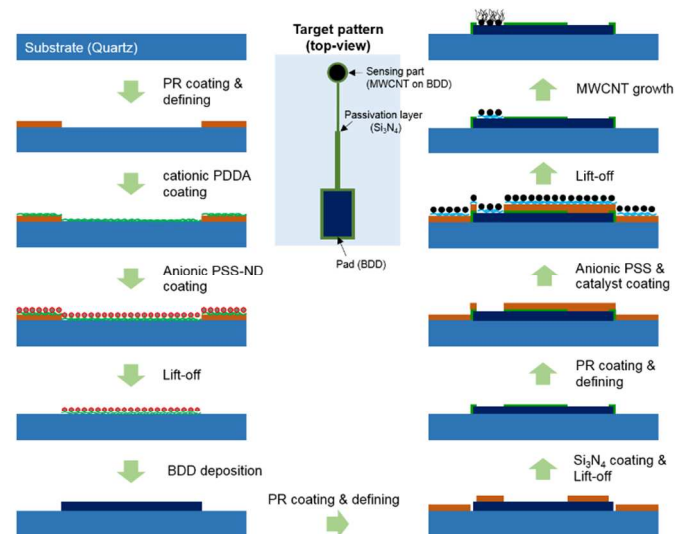 Substrate (Quartz)
PR coating &
defining
cationic PDDA
coating
Anionic PSS-ND
coating
Lift-off
BDD deposition
PR coating & defining
Target pattern
(top-view)
Sensing part
(MWCNT on BDD)
Passivation layer
(Si₃N₄)
Pad (BDD)
MWCNT growth
Lift-off
Anionic PSS &
catalyst coating
PR coating &
defining
Si₃N₄ coating &
Lift-off